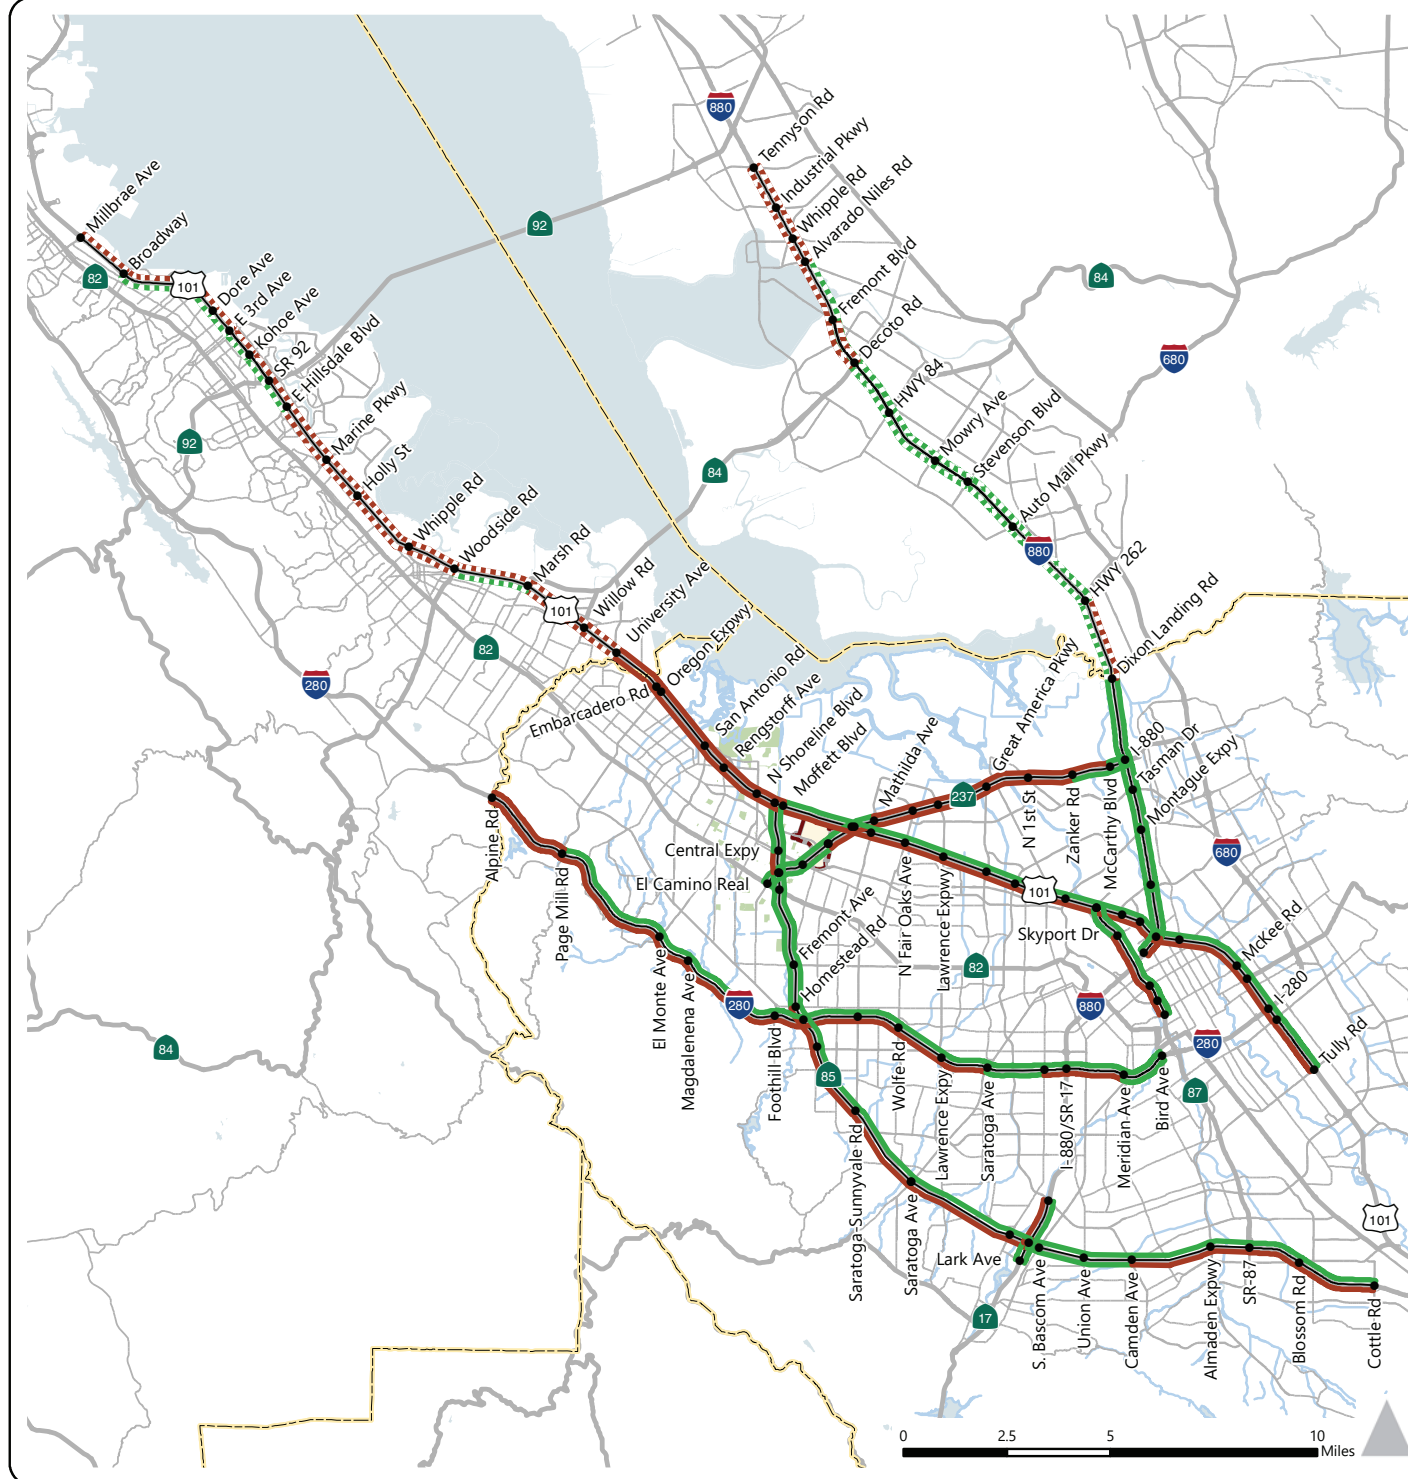 880
Tennyson Rd
Industrial Pkwy
Whipple Rd
Alvarado Niles Rd
Millbrae Ave
Broadway
92
82
101
Dore Ave
E 3rd Ave
Kohoe Ave
SR-92
E Hillsdale Blvd
Fremont Blvd
84
Decoto Rd
680
HWY 84
92
Marine Pkwy
Holly St
Mowry Ave
Stevenson Blvd
84
Auto Mall Pkwy
Whipple Rd
Woodside Rd
880
Marsh Rd
HWY 262
101
Willow Rd
University Ave
Dixon Landing Rd
82
280
Oregon Expwy
Embarcadero Rd
San Antonio Rd
Rengstorff Ave
N Shoreline Blvd
Moffett Blvd
Mathilda Ave
Great America Pkwy
I-880
Tasman Dr
Montague Expy
237
N 1st St
Zanker Rd
McCarthy Blvd
Alpine Rd
Page Mill Rd
Central Expy
El Camino Real
680
101
N Fair Oaks Ave
Lawrence Expwy
Fremont Ave
Homestead Rd
Skyport Dr
McKee Rd
82
El Monte Ave
Magdalenena Ave
280
880
I-280
84
280
Tully Rd
Foothill Blvd
85
Wolfe Rd
Lawrence Expy
Saratoga Ave
I-880/SR-17
Meridian Ave
Bird Ave
87
Saratoga-Sunnyvale Rd
Saratoga Ave
101
Lark Ave
17
S. Bascom Ave
Union Ave
Camden Ave
Almaden Expwy
SR-87
Blossom Rd
Cottle Rd
0 2.5 5 10
Miles